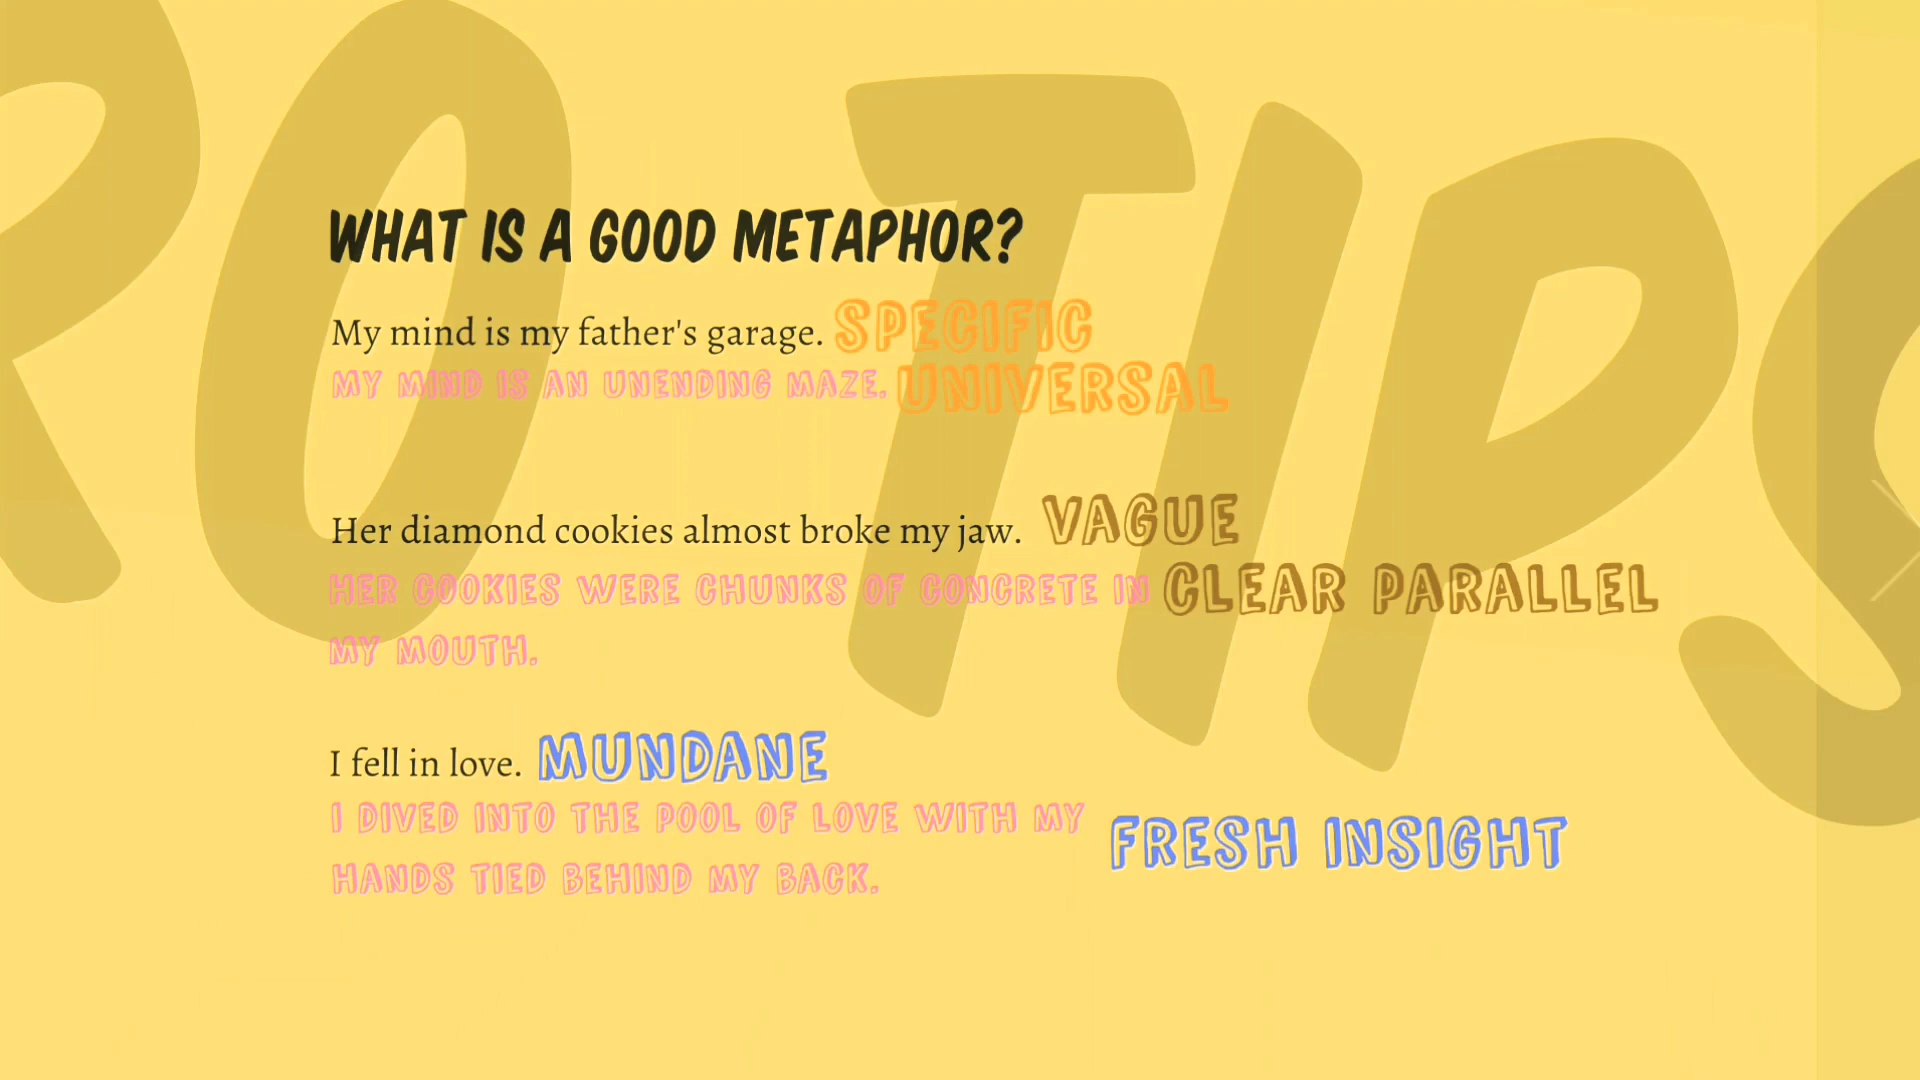 RO TIPS
WHAT IS A GOOD METAPHOR?
My mind is my father's garage. SPECIFIC
MY MIND IS AN UNENDING MAZE. UNIVERSAL
Her diamond cookies almost broke my jaw. VAGUE
HER COOKIES WERE CHUNKS OF CONCRETE IN CLEAR PARALLEL
MY MOUTH.
I fell in love. MUNDANE
I DIVED INTO THE POOL OF LOVE WITH MY
HANDS TIED BEHIND MY BACK. FRESH INSIGHT